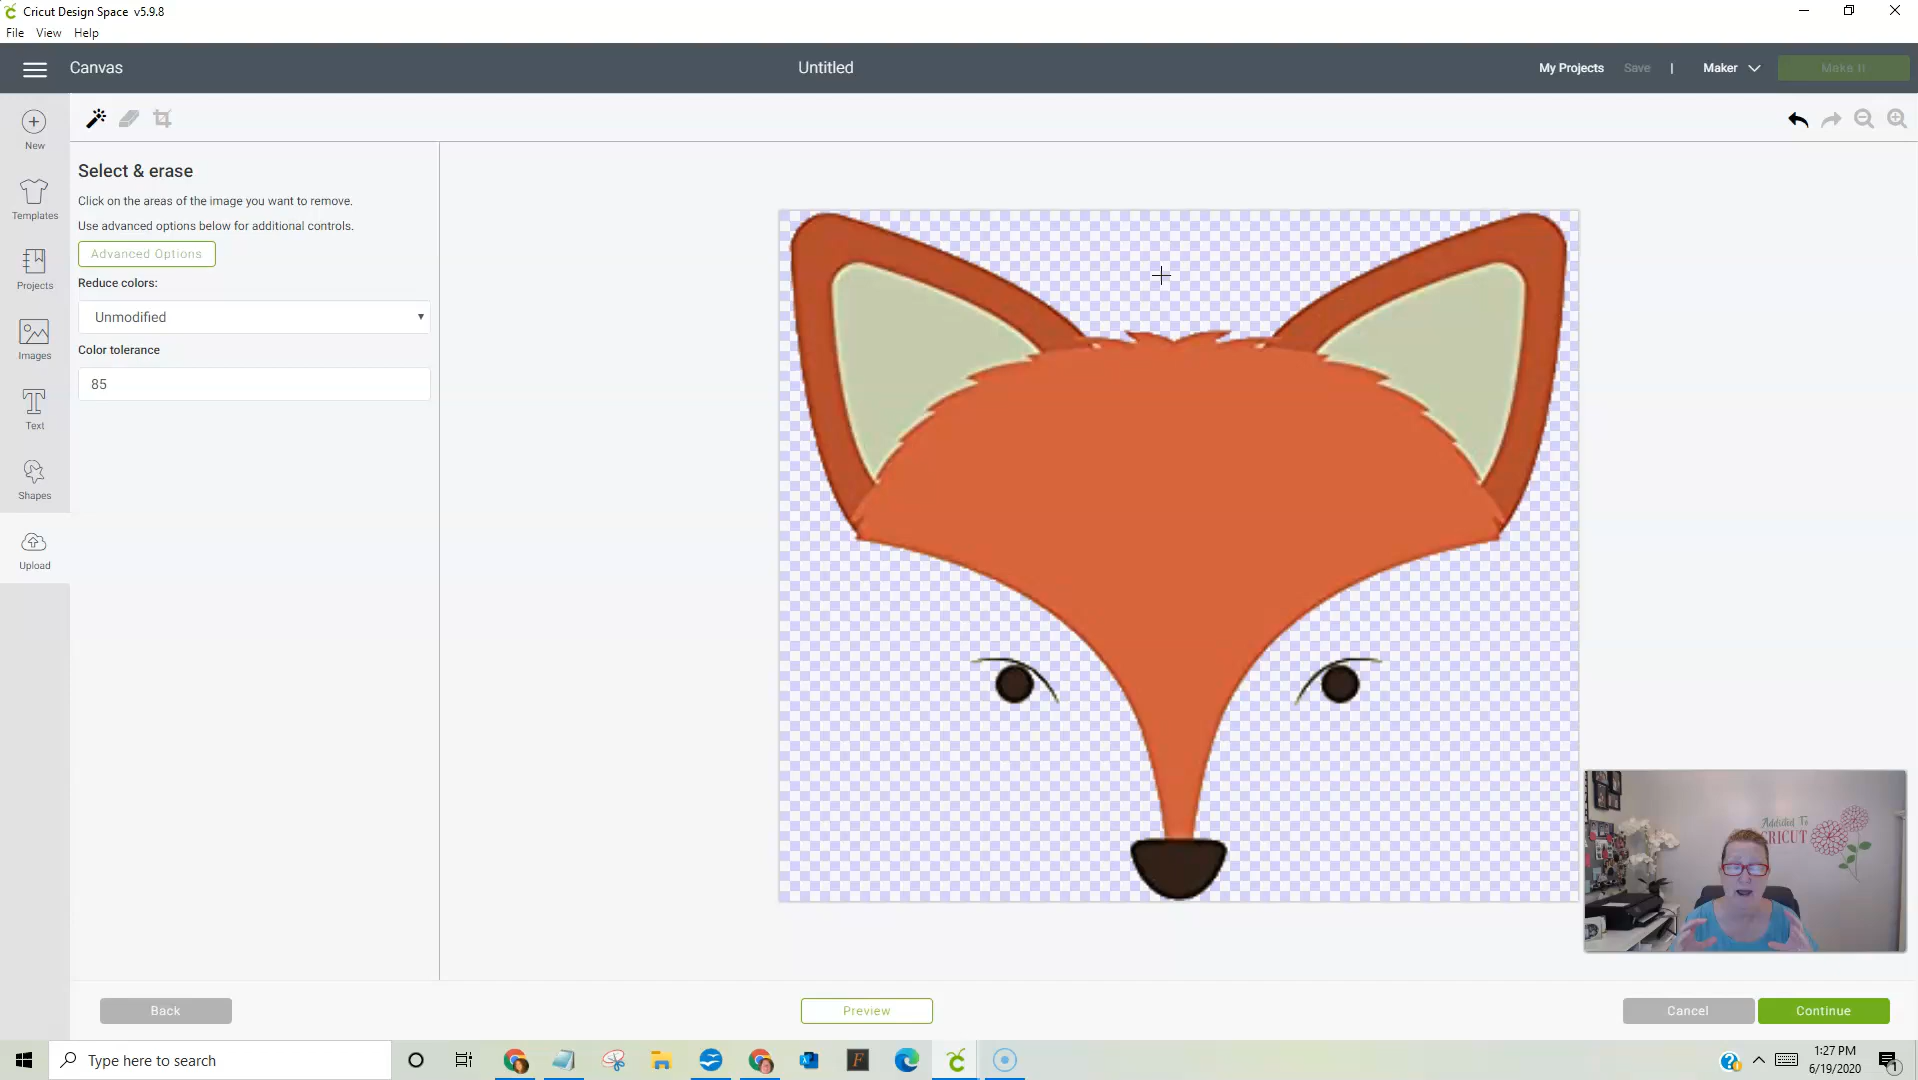 Cricut Design Space v5.9.8
File View Help
Canvas
Untitled
My Projects Save | Maker Make It
New
Templates
Projects
Images
Text
Shapes
Upload
Select & erase
Click on the areas of the image you want to remove.
Use advanced options below for additional controls.
Advanced Options
Reduce colors:
Unmodified
Color tolerance
85
Addicted To
CRICUT
Back
Preview
Cancel
Continue
Type here to search
1:27 PM
6/19/2020